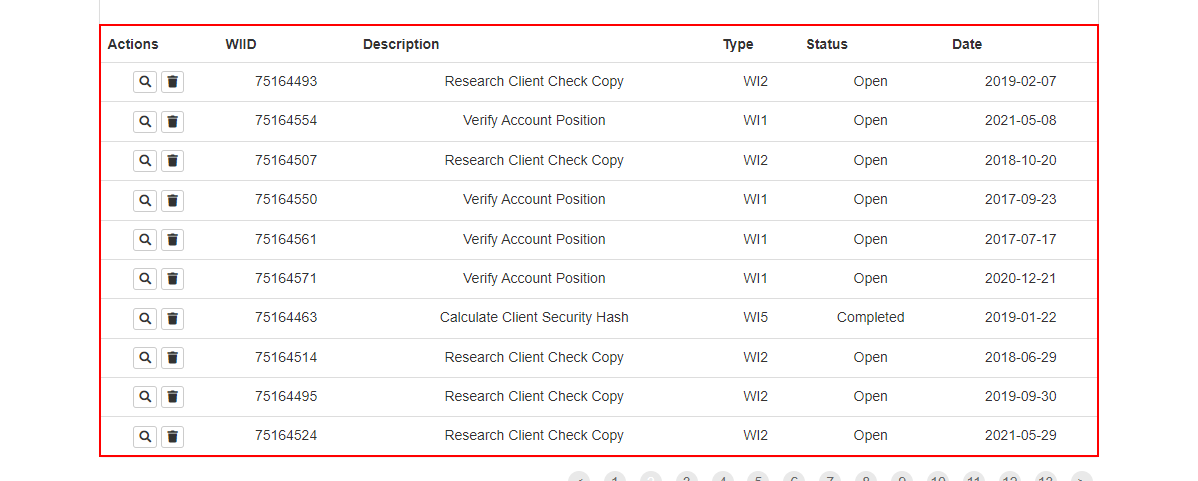 Actions WIID Description Type Status Date
75164493 Research Client Check Copy WI2 Open 2019-02-07
75164554 Verify Account Position WI1 Open 2021-05-08
75164507 Research Client Check Copy WI2 Open 2018-10-20
75164550 Verify Account Position WI1 Open 2017-09-23
75164561 Verify Account Position WI1 Open 2017-07-17
75164571 Verify Account Position WI1 Open 2020-12-21
75164463 Calculate Client Security Hash WI5 Completed 2019-01-22
75164514 Research Client Check Copy WI2 Open 2018-06-29
75164495 Research Client Check Copy WI2 Open 2019-09-30
75164524 Research Client Check Copy WI2 Open 2021-05-29
< 1 2 3 4 5 6 7 8 9 10 11 12 13 >